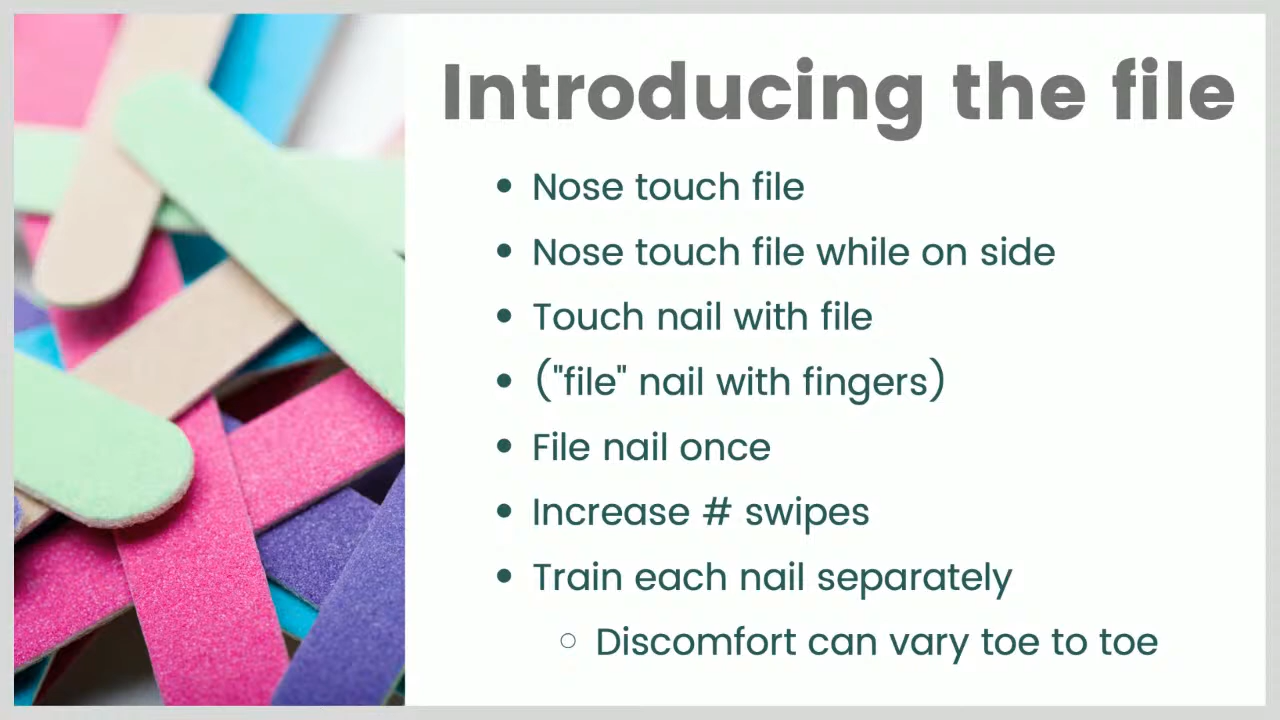 Introducing the file
• Nose touch file
• Nose touch file while on side
• Touch nail with file
• ("file" nail with fingers)
• File nail once
• Increase # swipes
• Train each nail separately
○ Discomfort can vary toe to toe